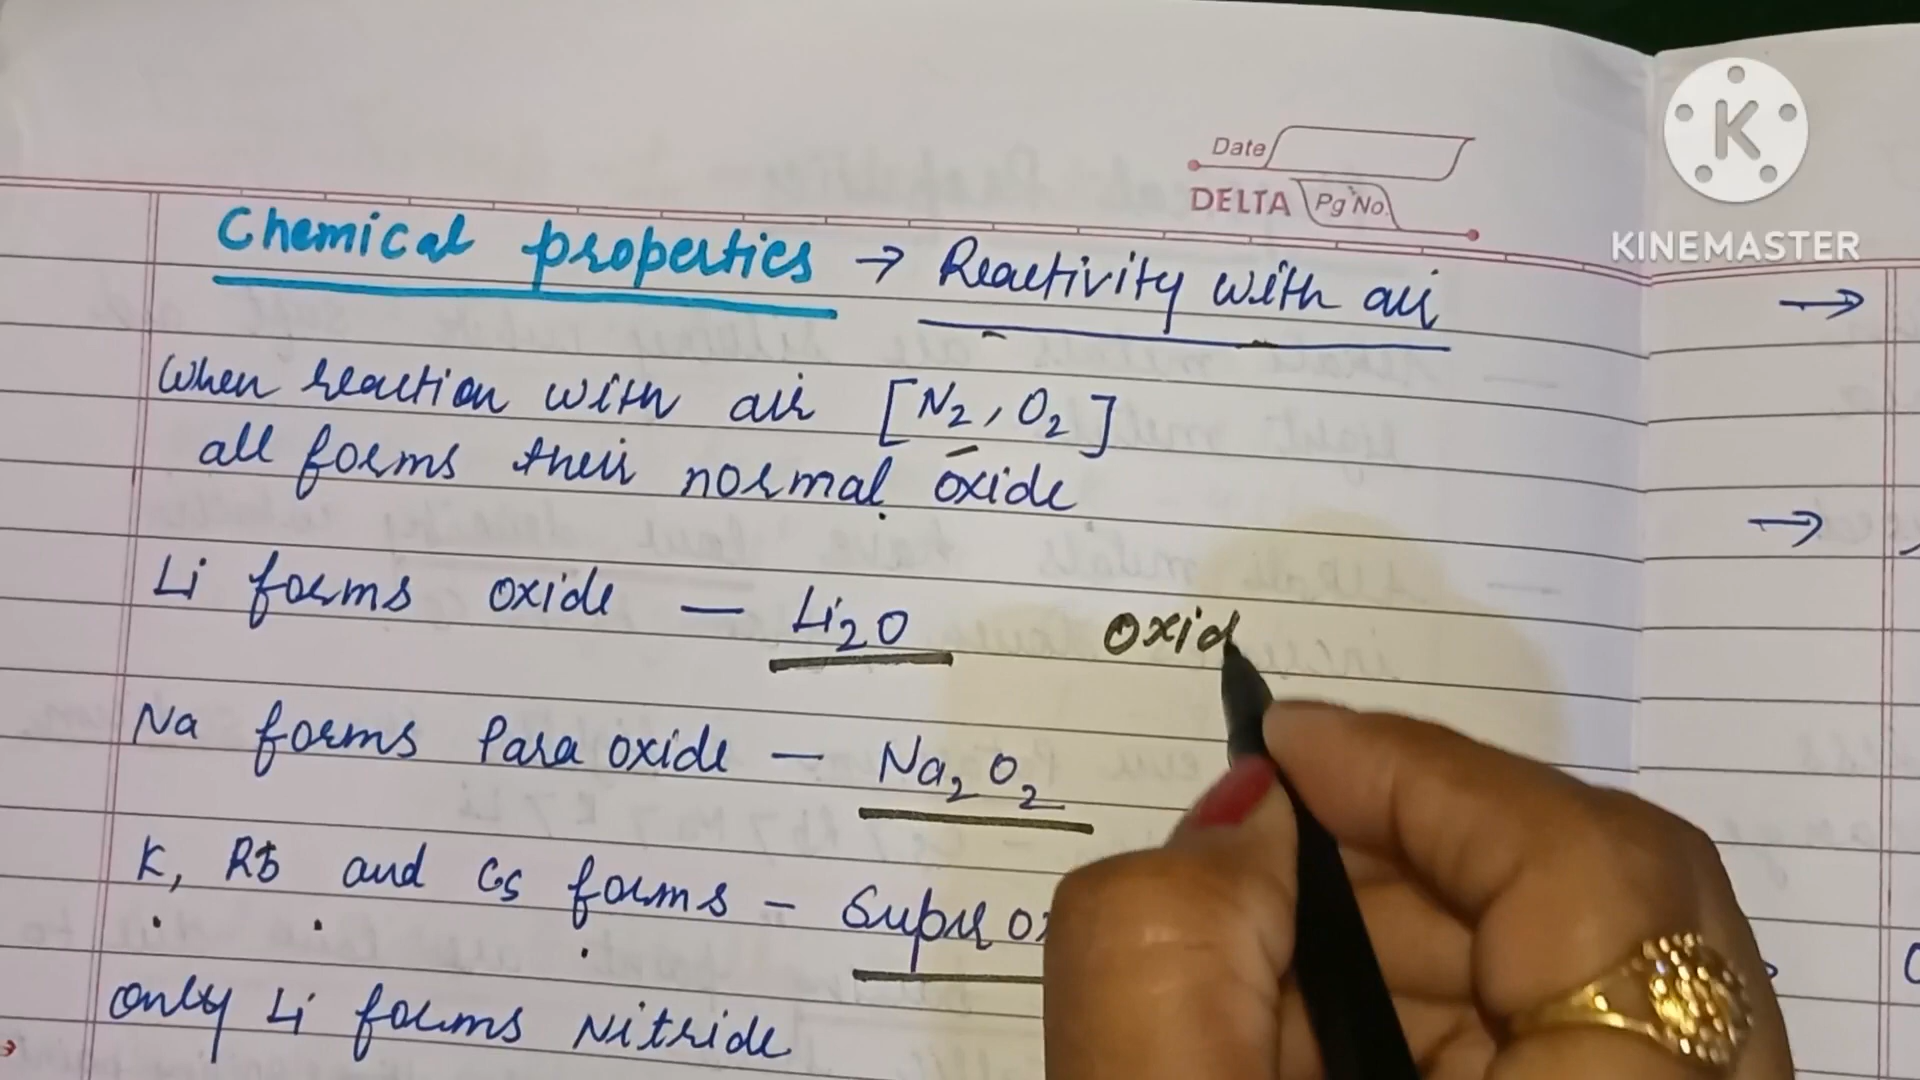 Date
DELTA Pg No.
KINEMASTER
Chemical properties → Reactivity with air
When reaction with air [N2, O2]
all forms their normal oxide
Li forms oxide — Li2O
Oxid
Na forms Para oxide — Na2O2
K, Rb and Cs forms - Super
Only Li forms Nitride